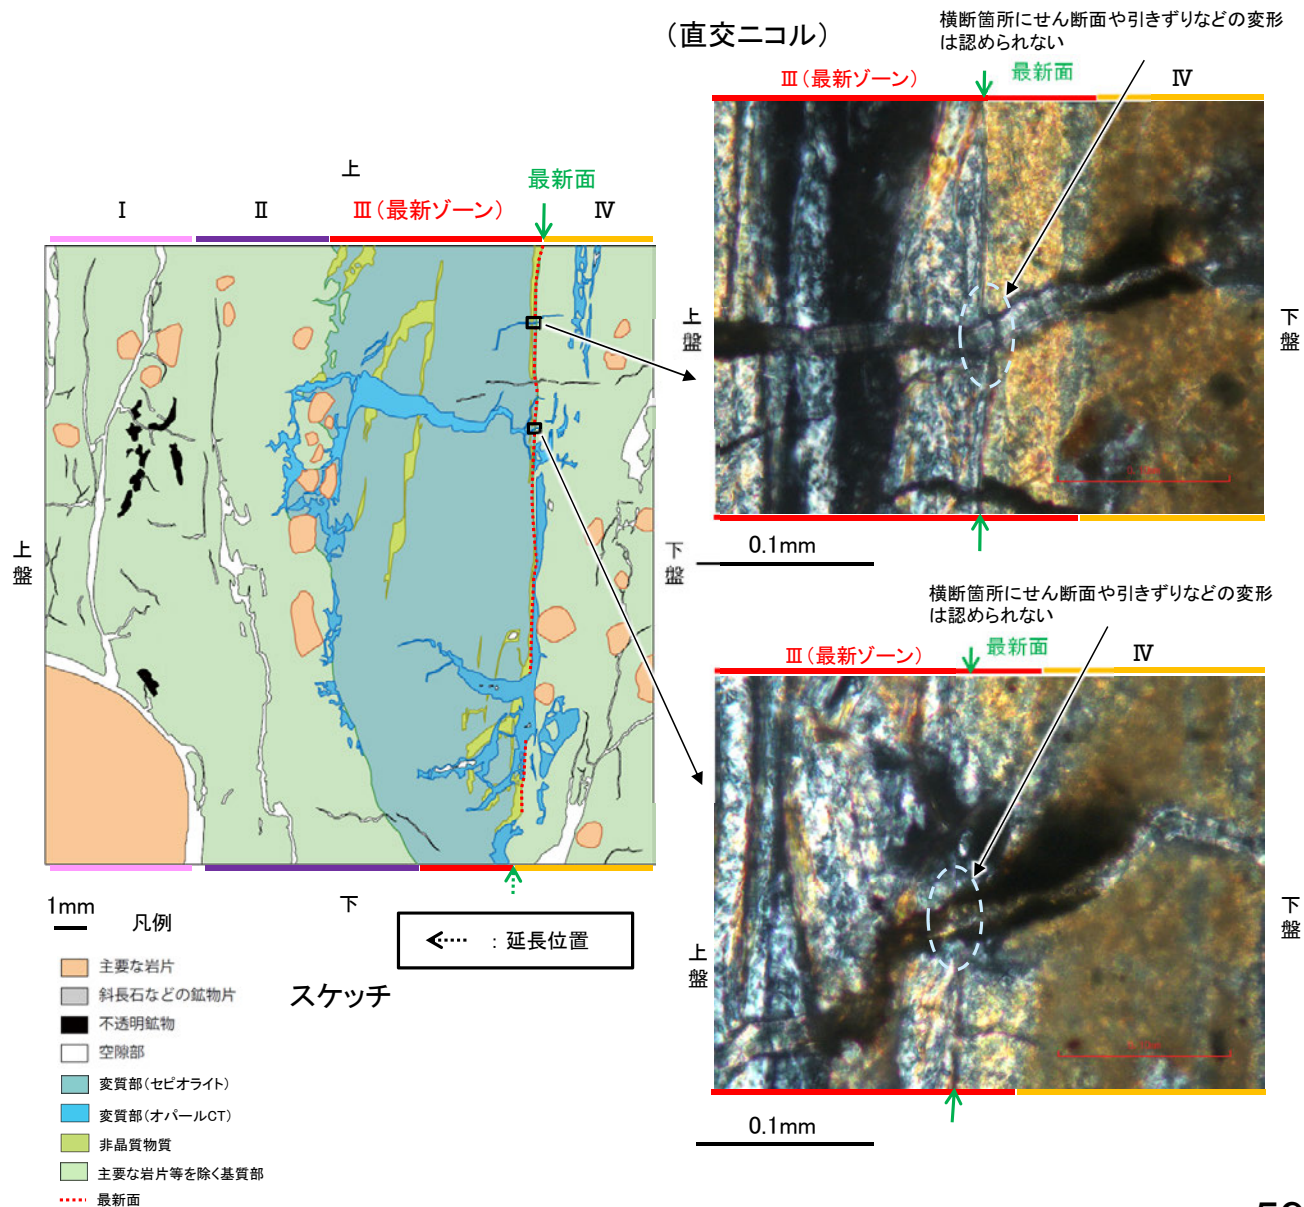 (直交ニコル)
横断箇所にせん断面や引きずりなどの変形
は認められない
Ⅲ(最新ゾーン)
最新面
Ⅳ
上
最新面
Ⅰ
Ⅱ
Ⅲ(最新ゾーン)
Ⅳ
上
盤
下
盤
0.1mm
上
盤
下
盤
0.1mm
横断箇所にせん断面や引きずりなどの変形
は認められない
Ⅲ(最新ゾーン)
最新面
Ⅳ
上
盤
下
盤
0.1mm
下
1mm
凡例
:延長位置
スケッチ
主要な岩片
斜長石などの鉱物片
不透明鉱物
空隙部
変質部(セピオライト)
変質部(オパールCT)
非晶質物質
主要な岩片等を除く基質部
最新面